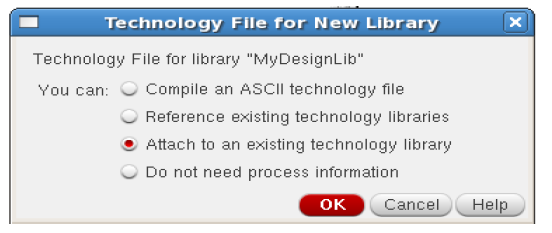 Technology File for New Library
Technology File for library "MyDesignLib"
You can: Compile an ASCII technology file
Reference existing technology libraries
Attach to an existing technology library
Do not need process information
OK Cancel Help